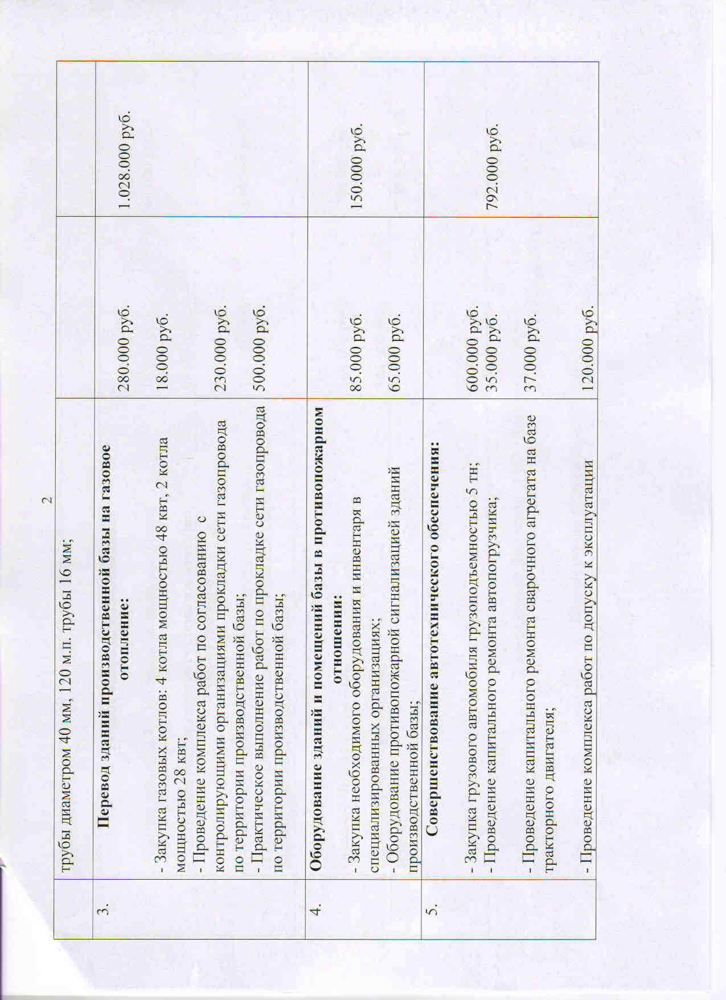 2
трубы диаметром 40 мм, 120 м.п. трубы 16 мм;
3.
Перевод зданий производственной базы на газовое
отопление:
280.000 руб.
1.028.000 руб.
- Закупка газовых котлов: 4 котла мощностью 48 квт, 2 котла
18.000 руб.
мощностью 28 квт;
- Проведение комплекса работ по согласованию с
контролирующими организациями прокладки сети газопровода
230.000 руб.
по территории производственной базы;
- Практическое выполнение работ по прокладке сети газопровода
500.000 руб.
по территории производственной базы;
4.
Оборудование зданий и помещений базы в противопожарном
отношении:
- Закупка необходимого оборудования и инвентаря в
85.000 руб.
150.000 руб.
специализированных организациях;
- Оборудование противопожарной сигнализацией зданий
65.000 руб.
производственной базы;
5.
Совершенствование автотехнического обеспечения:
- Закупка грузового автомобиля грузоподъемностью 5 тн;
600.000 руб.
- Проведение капитального ремонта автопогрузчика;
35.000 руб.
792.000 руб.
- Проведение капитального ремонта сварочного агрегата на базе
37.000 руб.
тракторного двигателя;
- Проведение комплекса работ по допуску к эксплуатации
120.000 руб.